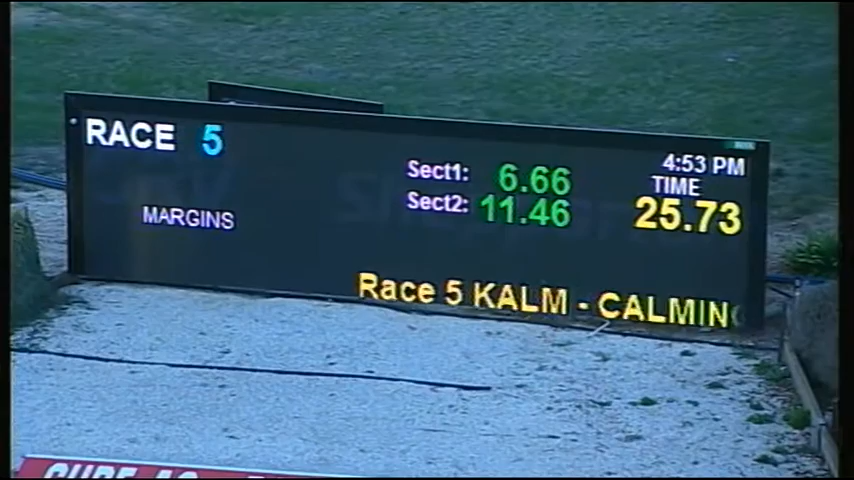 RACE 5
MARGINS
Sect1: 6.66
Sect2: 11.46
4:53 PM
TIME
25.73
Race 5 KALM - CALMIN